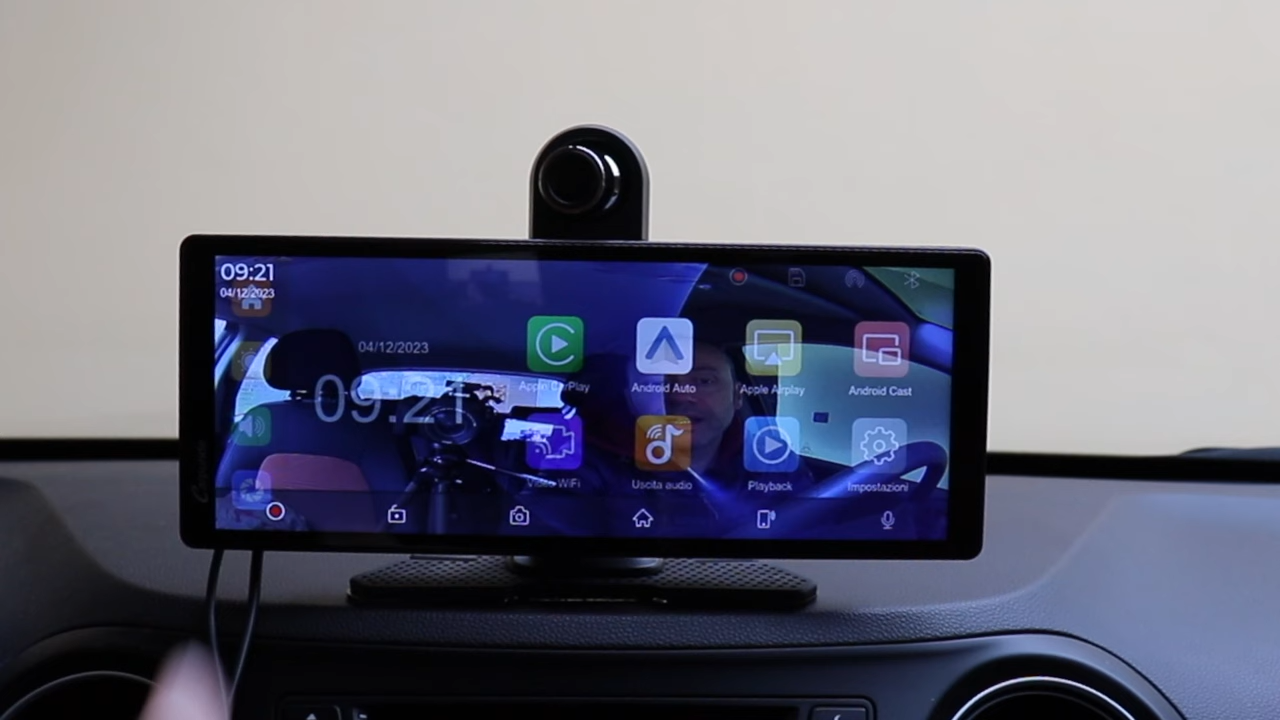 09:21
04/12/2023
04/12/2023
09:21
Apple CarPlay
Android Auto
Apple Airplay
Android Cast
Video WiFi
Uscita audio
Playback
Impostazioni